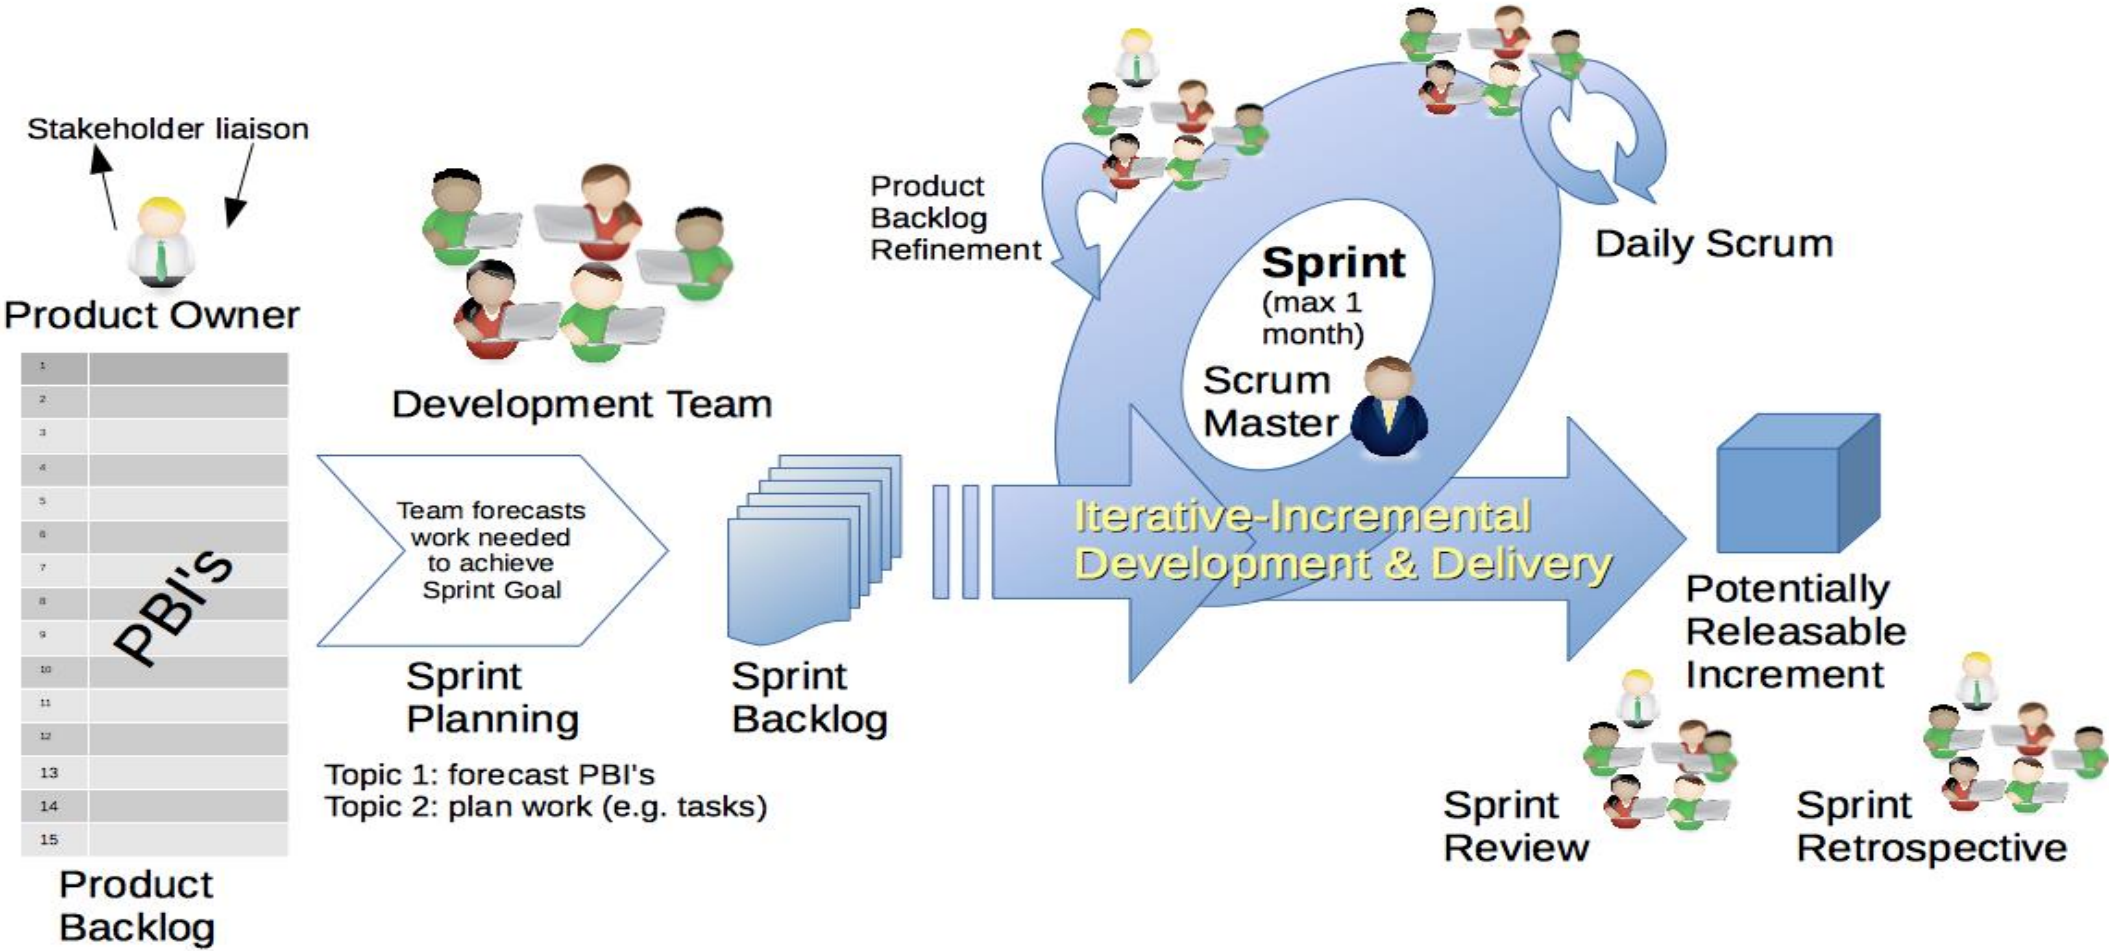 Stakeholder liaison
Product Owner
1
2
3
4
5
6
7
8
9
10
11
12
13
14
15
PBI's
Product
Backlog
Development Team
Team forecasts
work needed
to achieve
Sprint Goal
Sprint
Planning
Topic 1: forecast PBI's
Topic 2: plan work (e.g. tasks)
Sprint
Backlog
Product
Backlog
Refinement
Sprint
(max 1
month)
Scrum
Master
Daily Scrum
Iterative-Incremental
Development & Delivery
Potentially
Releasable
Increment
Sprint
Review
Sprint
Retrospective